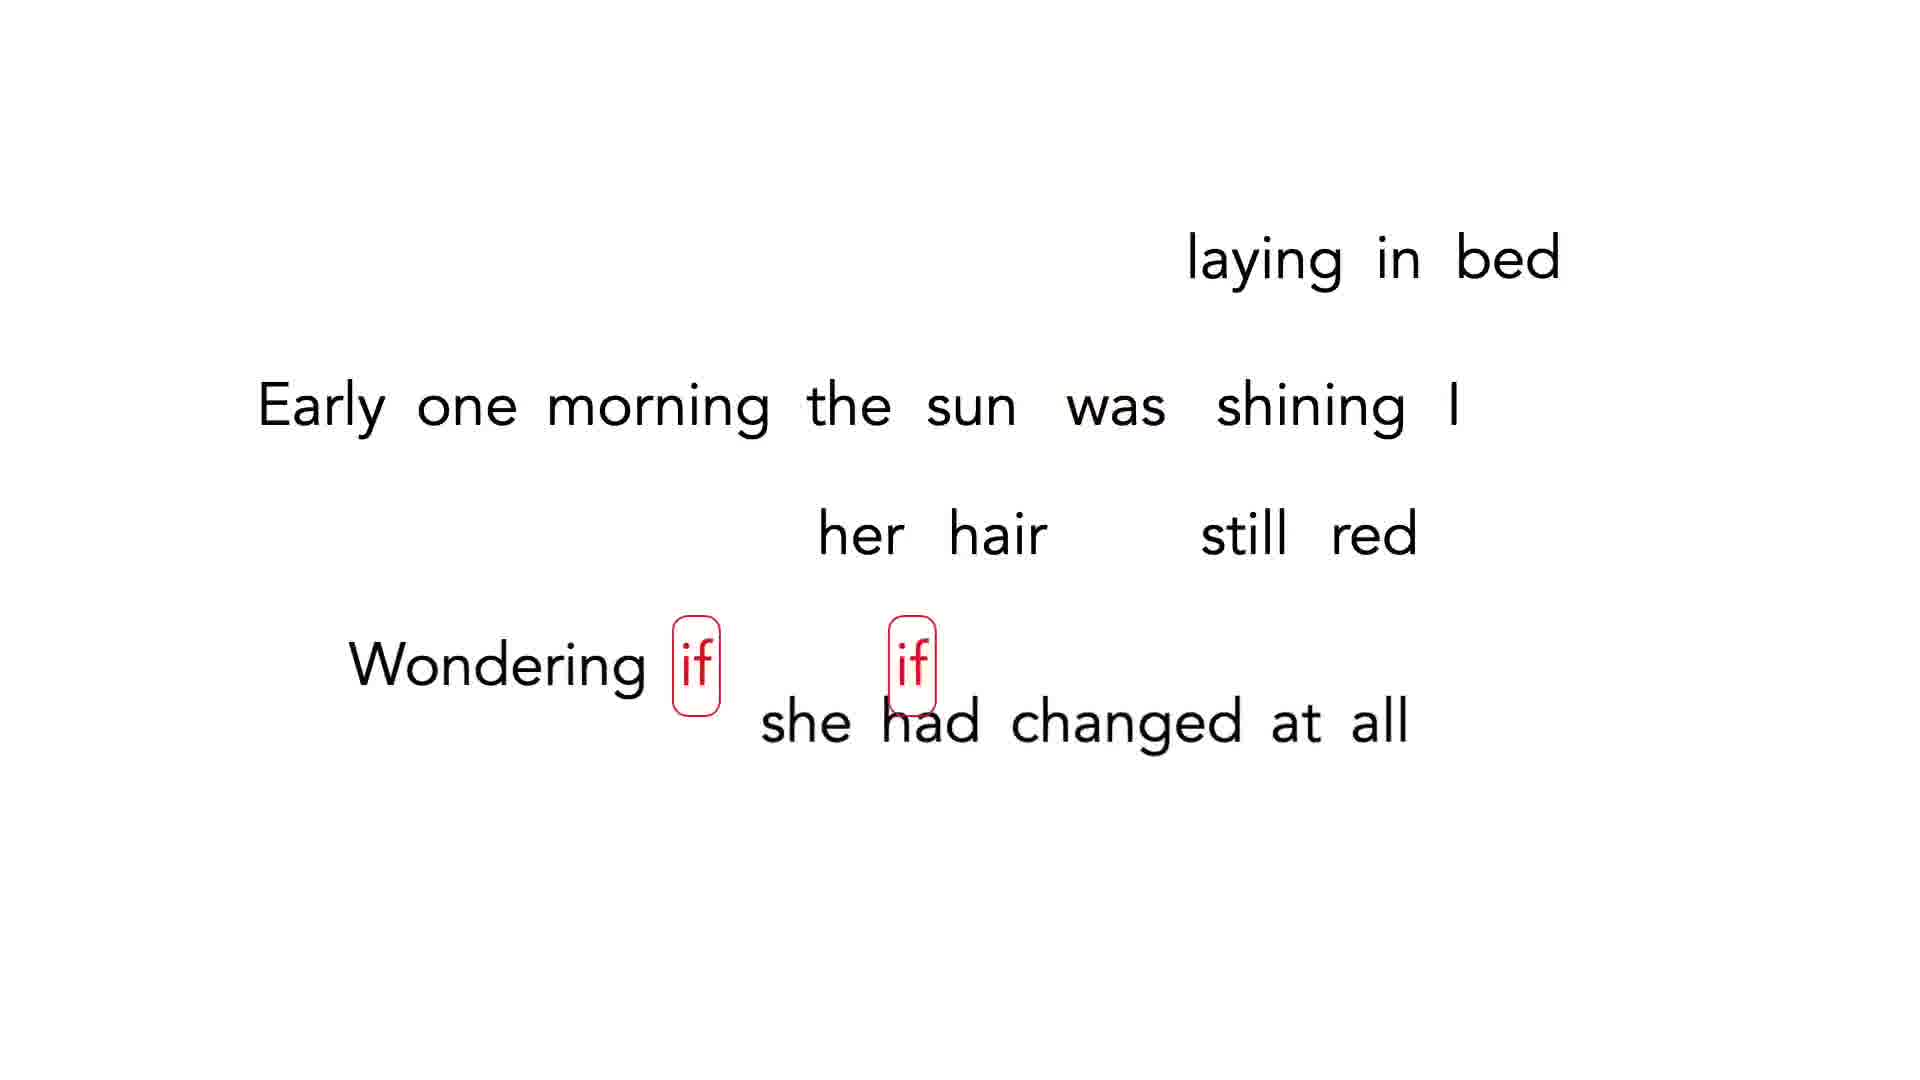 laying in bed
Early one morning the sun was shining I
her hair still red
Wondering if if
she had changed at all